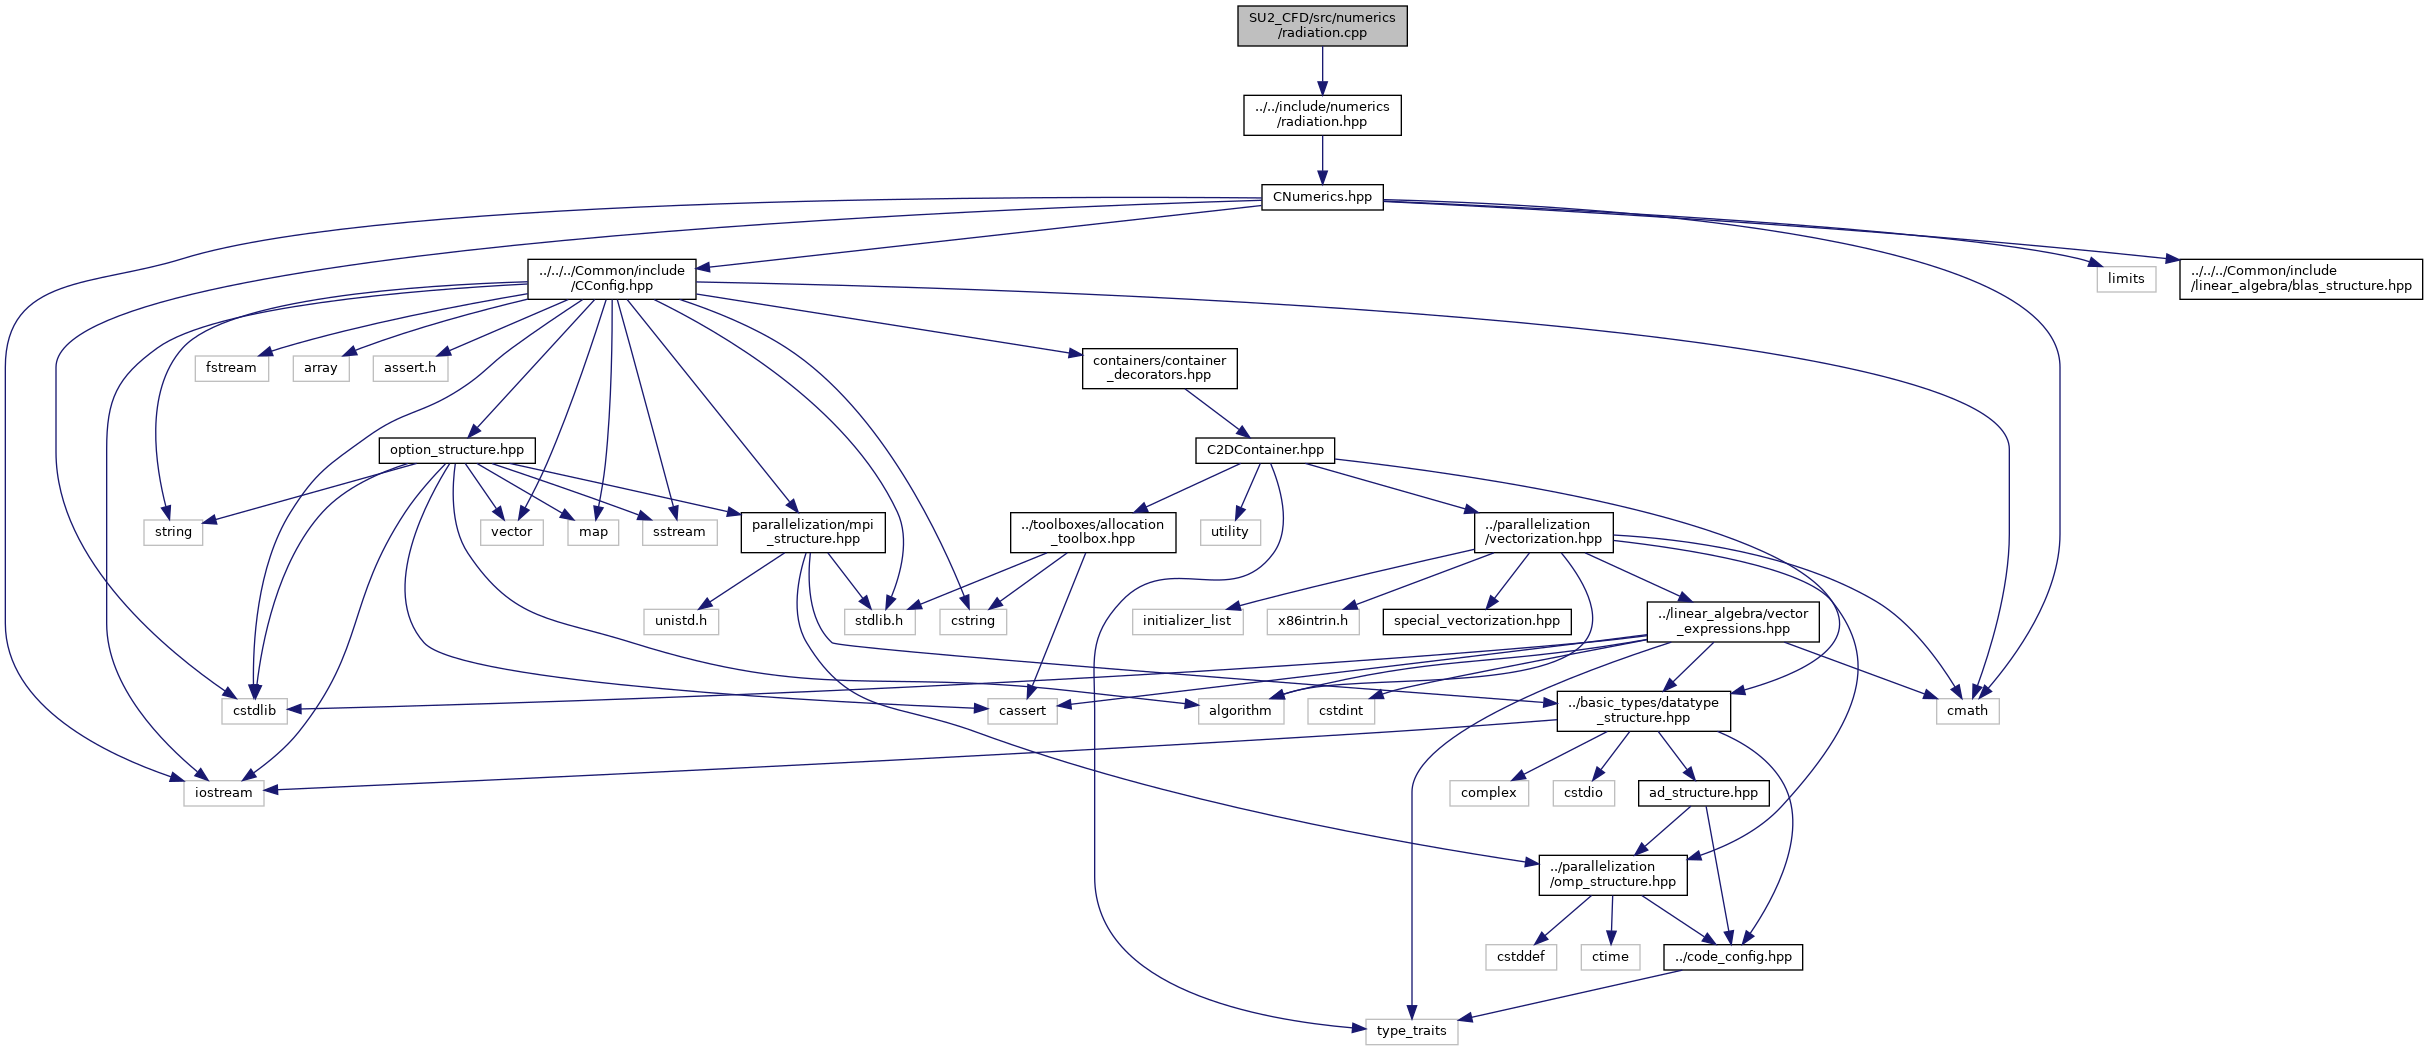 SU2_CFD/src/numerics
/radiation.cpp
../../include/numerics
/radiation.hpp
CNumerics.hpp
../../../Common/include
/CConfig.hpp
limits
../../../Common/include
/linear_algebra/blas_structure.hpp
fstream
array
assert.h
containers/container
_decorators.hpp
option_structure.hpp
C2DContainer.hpp
string
vector
map
sstream
parallelization/mpi
_structure.hpp
../toolboxes/allocation
_toolbox.hpp
utility
../parallelization
/vectorization.hpp
unistd.h
stdlib.h
cstring
initializer_list
x86intrin.h
special_vectorization.hpp
../linear_algebra/vector
_expressions.hpp
cstdlib
cassert
algorithm
cstdint
../basic_types/datatype
_structure.hpp
cmath
iostream
complex
cstdio
ad_structure.hpp
../parallelization
/omp_structure.hpp
cstddef
ctime
../code_config.hpp
type_traits